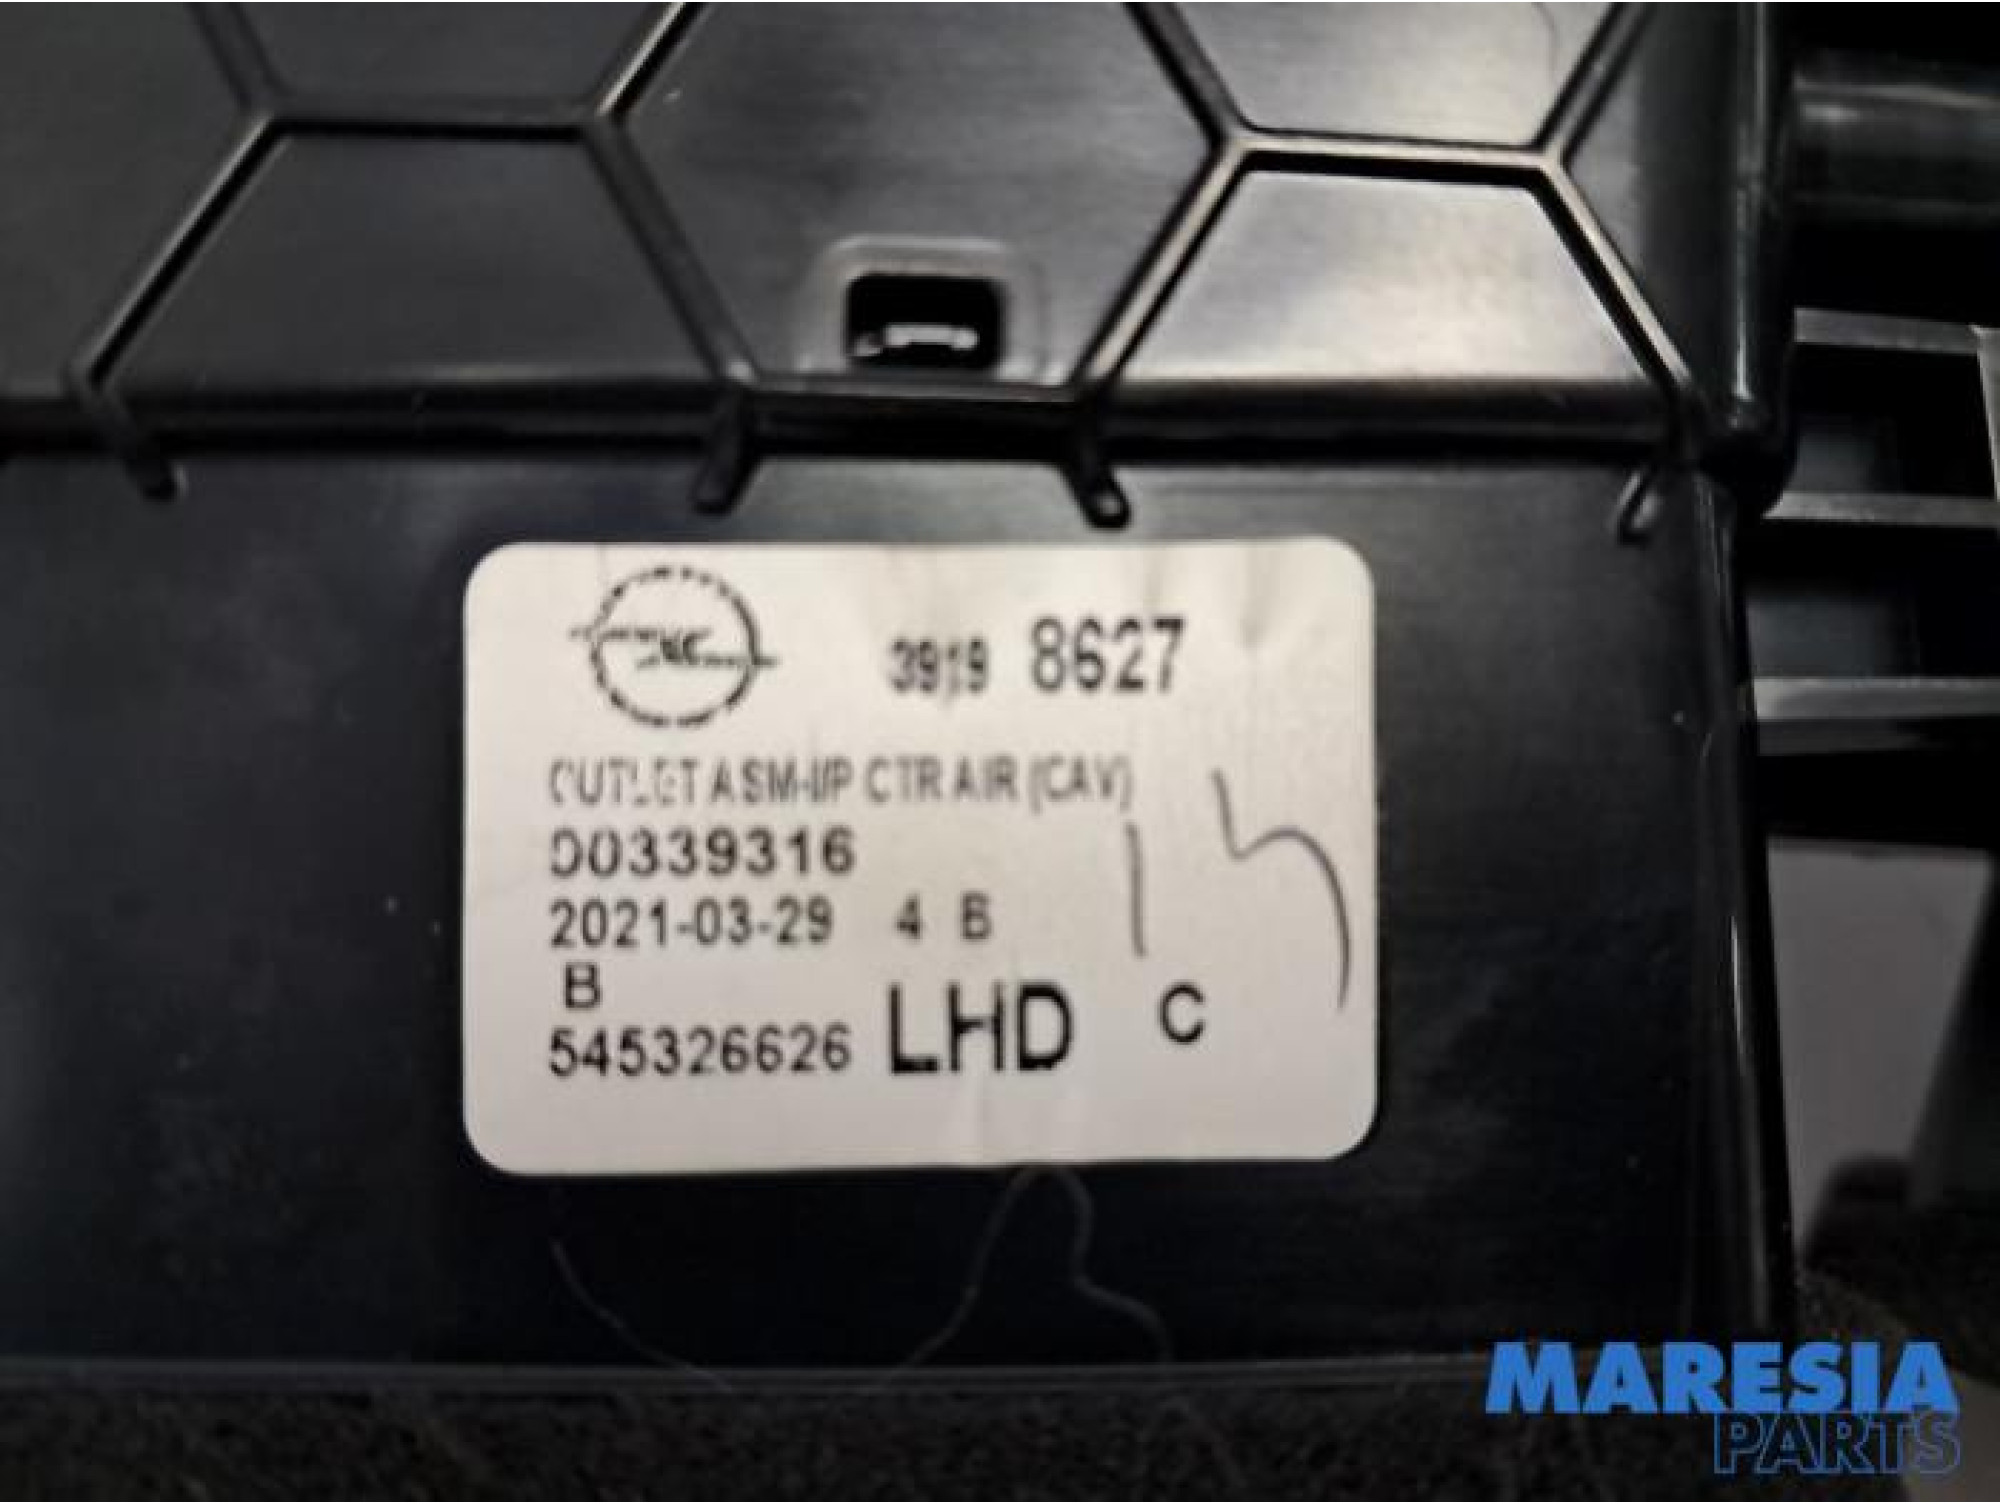 3919 8627
OUTLET ASM-I/P CTR AIR (CAV)
00339316
2021-03-29 4 B
B
545326626 LHD C
MARESIA
PARTS